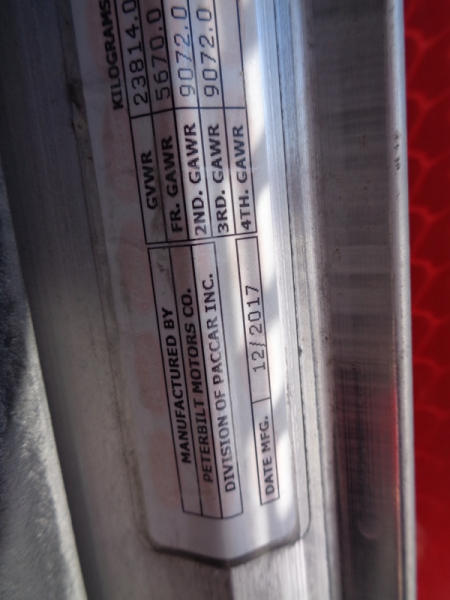 MANUFACTURED BY
PETERBILT MOTORS CO.
DIVISION OF PACCAR INC.
DATE MFG. 12/2017
KILOGRAMS
GVWR 23814.0
FR. GAWR 5670.0
2ND. GAWR 9072.0
3RD. GAWR 9072.0
4TH. GAWR